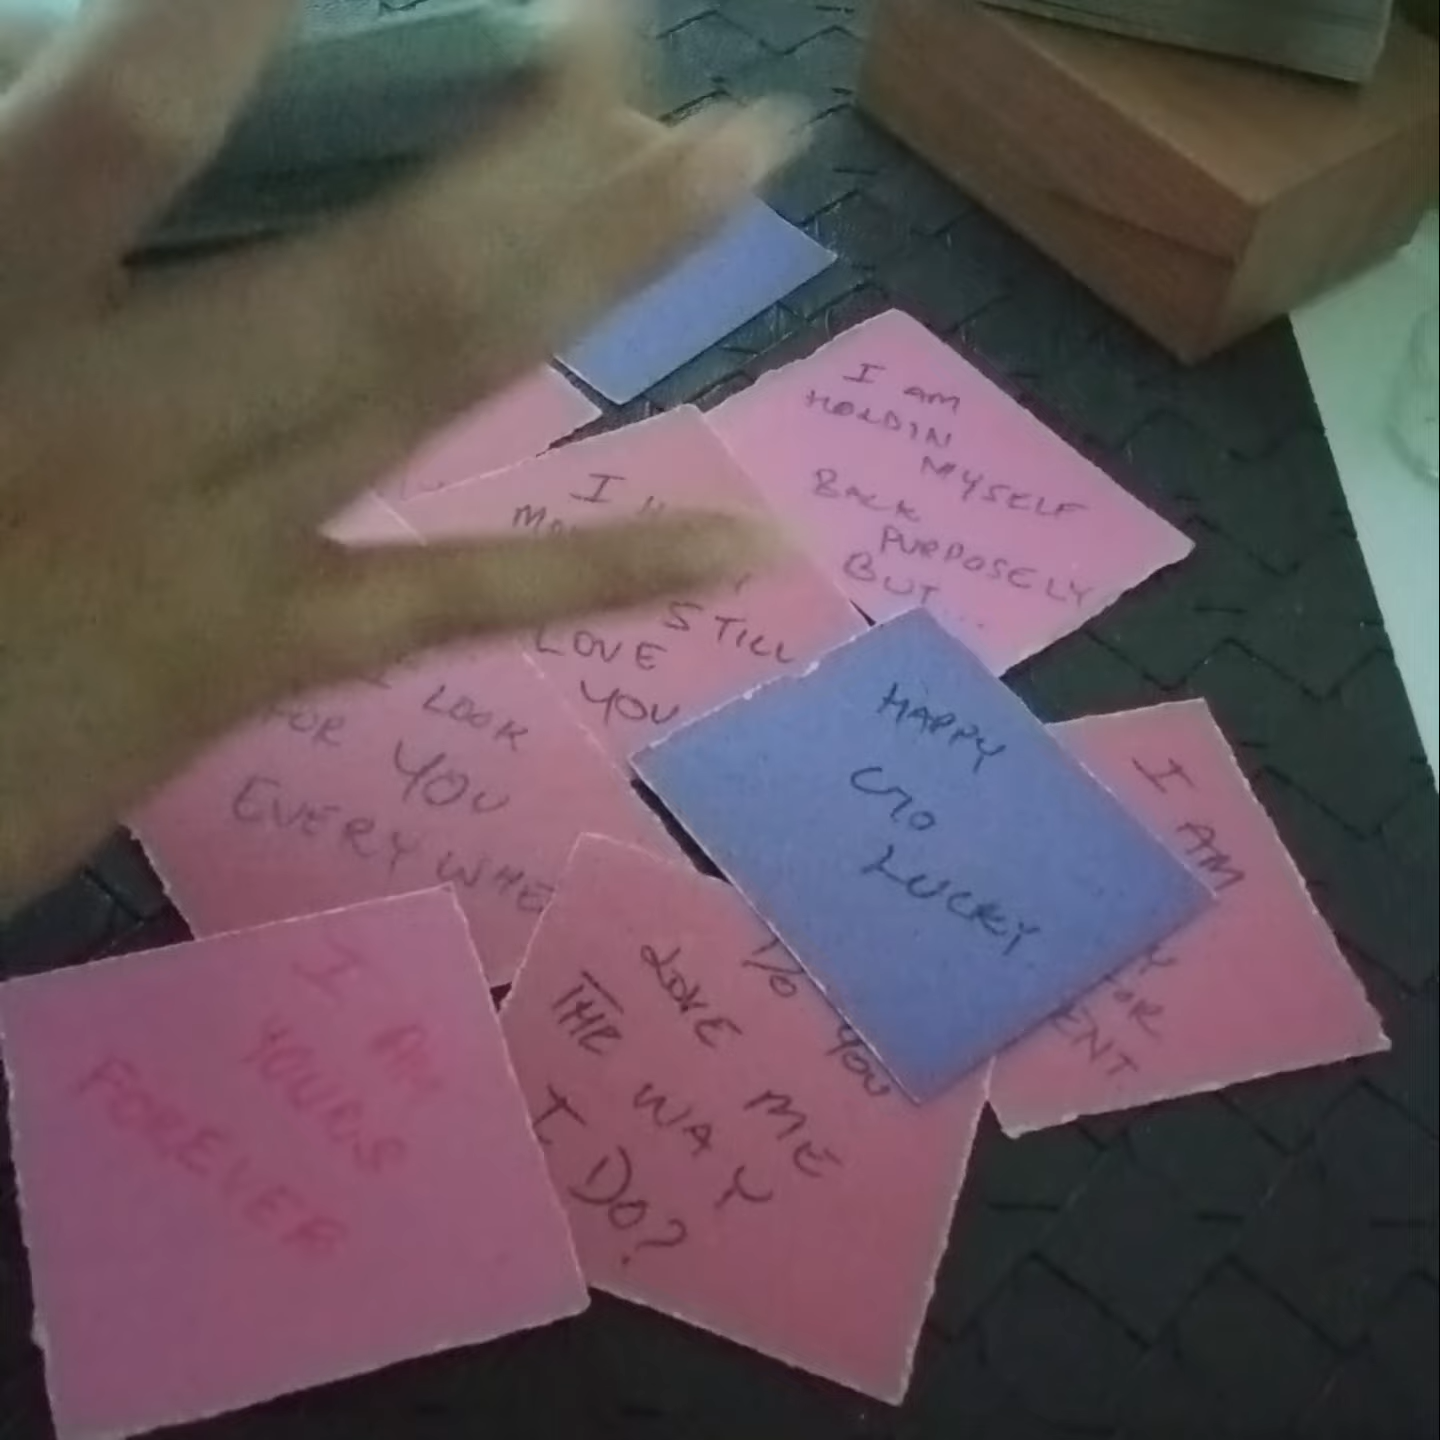 I AM
HOLDIN
MYSELF
BACK
PURPOSELY
BUT....
I
STILL
LOVE
YOU
I LOOK
FOR YOU
EVERYWHE
HAPPY
GO
LUCKY
I AM
FOR
DO YOU
LOVE ME
THE WAY
I DO?
I AM
YOURS
FOREVER